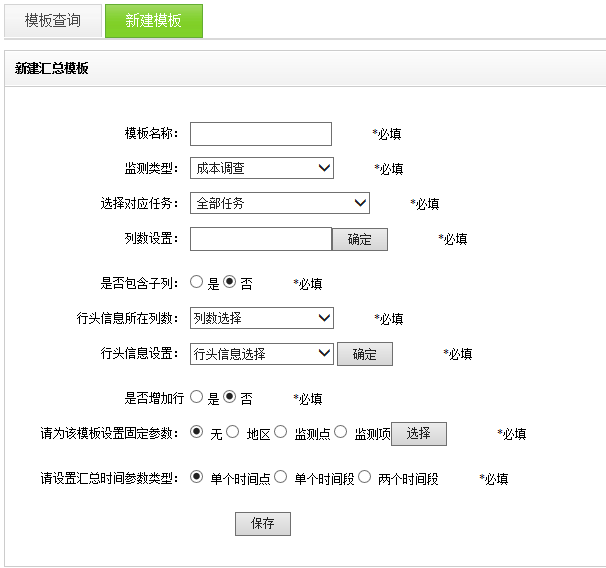 模板查询 新建模板
新建汇总模板
模板名称： *必填
监测类型： 成本调查 *必填
选择对应任务： 全部任务 *必填
列数设置： 确定 *必填
是否包含子列： 是 否 *必填
行头信息所在列数： 列数选择 *必填
行头信息设置： 行头信息选择 确定 *必填
是否增加行 是 否 *必填
请为该模板设置固定参数： 无 地区 监测点 监测项 选择 *必填
请设置汇总时间参数类型： 单个时间点 单个时间段 两个时间段 *必填
保存